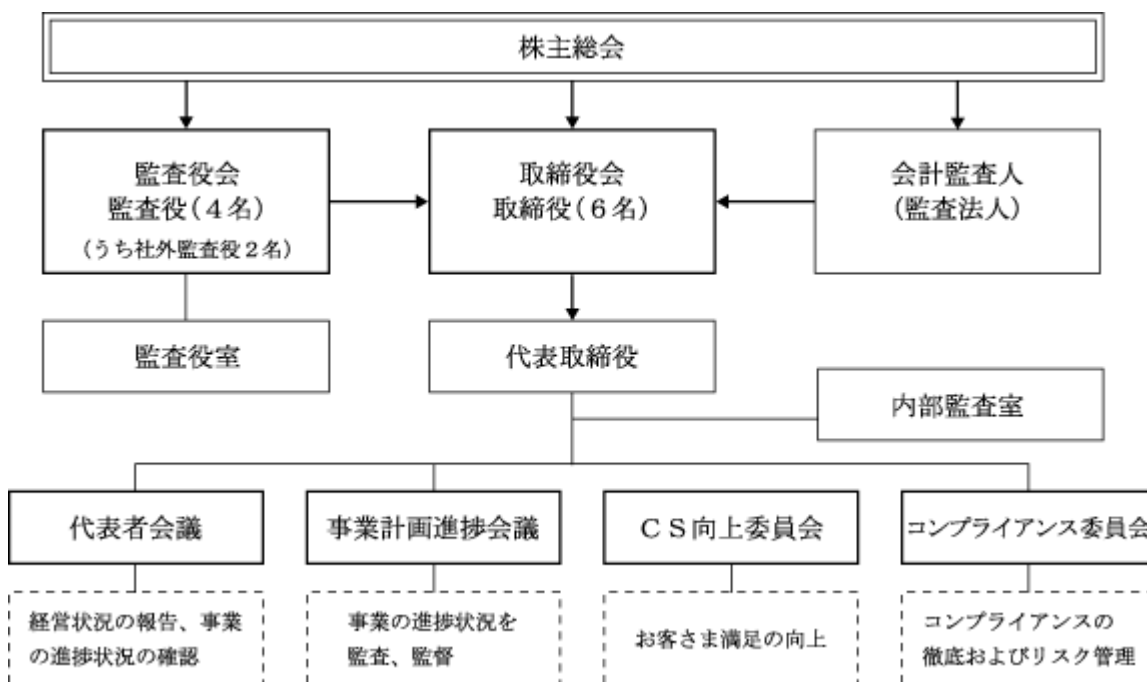 株主総会
監査役会
監査役(4名)
(うち社外監査役2名)
取締役会
取締役(6名)
会計監査人
(監査法人)
監査役室
代表取締役
内部監査室
代表者会議
事業計画進捗会議
CS向上委員会
コンプライアンス委員会
経営状況の報告、事業
の進捗状況の確認
事業の進捗状況を
監査、監督
お客さま満足の向上
コンプライアンスの
徹底およびリスク管理